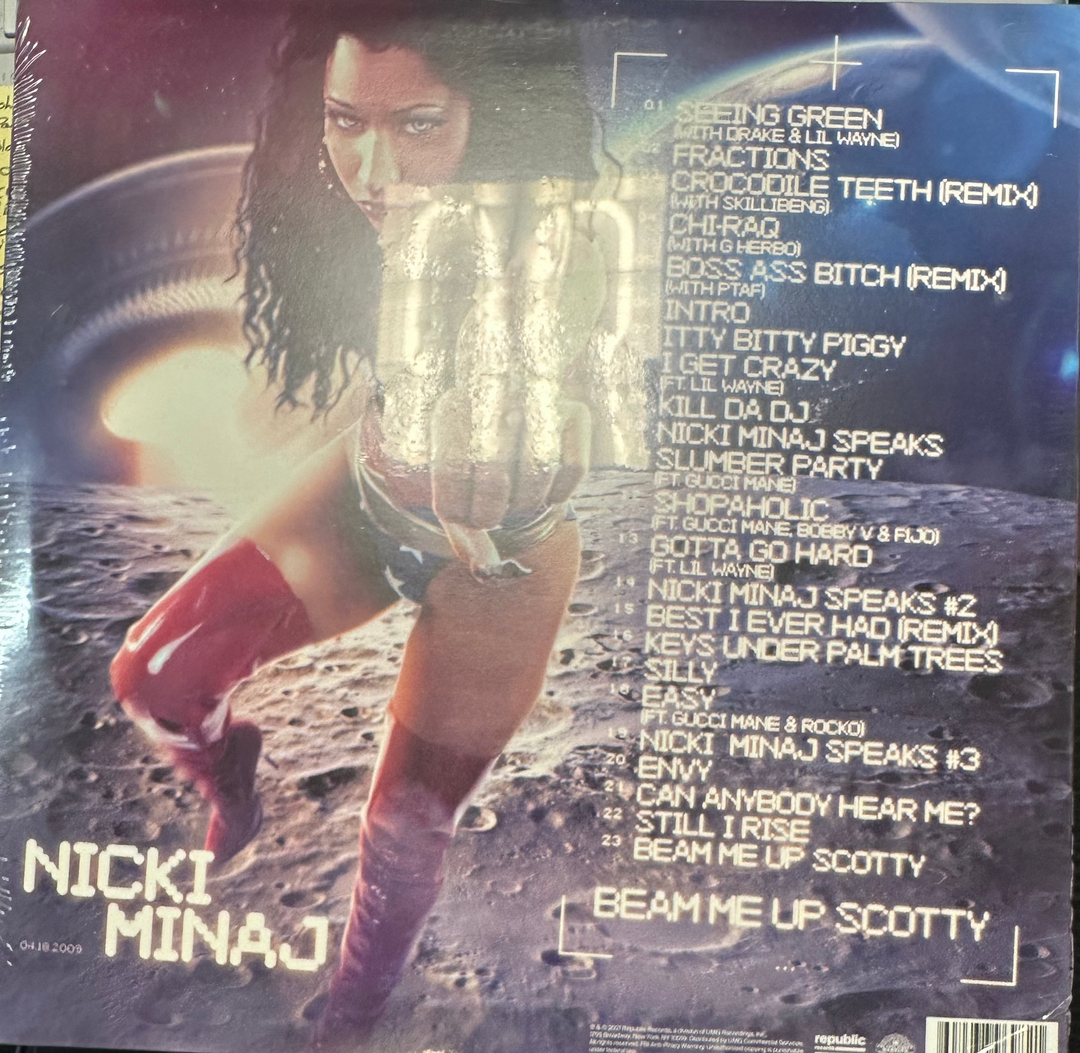 01 SEEING GREEN
(WITH DRAKE & LIL WAYNE)
FRACTIONS
CROCODILE TEETH (REMIX)
(WITH SKILLIBENG)
CHI-RAQ
(WITH G HERBO)
BOSS ASS BITCH (REMIX)
(WITH PTAF)
INTRO
ITTY BITTY PIGGY
I GET CRAZY
(FT. LIL WAYNE)
KILL DA DJ
NICKI MINAJ SPEAKS
SLUMBER PARTY
(FT. GUCCI MANE)
SHOPAHOLIC
(FT. GUCCI MANE, BOBBY V & FIJO)
13 GOTTA GO HARD
(FT. LIL WAYNE)
14 NICKI MINAJ SPEAKS #2
15 BEST I EVER HAD (REMIX)
16 KEYS UNDER PALM TREES
17 SILLY
18 EASY
(FT. GUCCI MANE & ROCKO)
19 NICKI MINAJ SPEAKS #3
20 ENVY
21 CAN ANYBODY HEAR ME?
22 STILL I RISE
23 BEAM ME UP SCOTTY
BEAM ME UP SCOTTY
NICKI
MINAJ
04.18.2009
republic
records